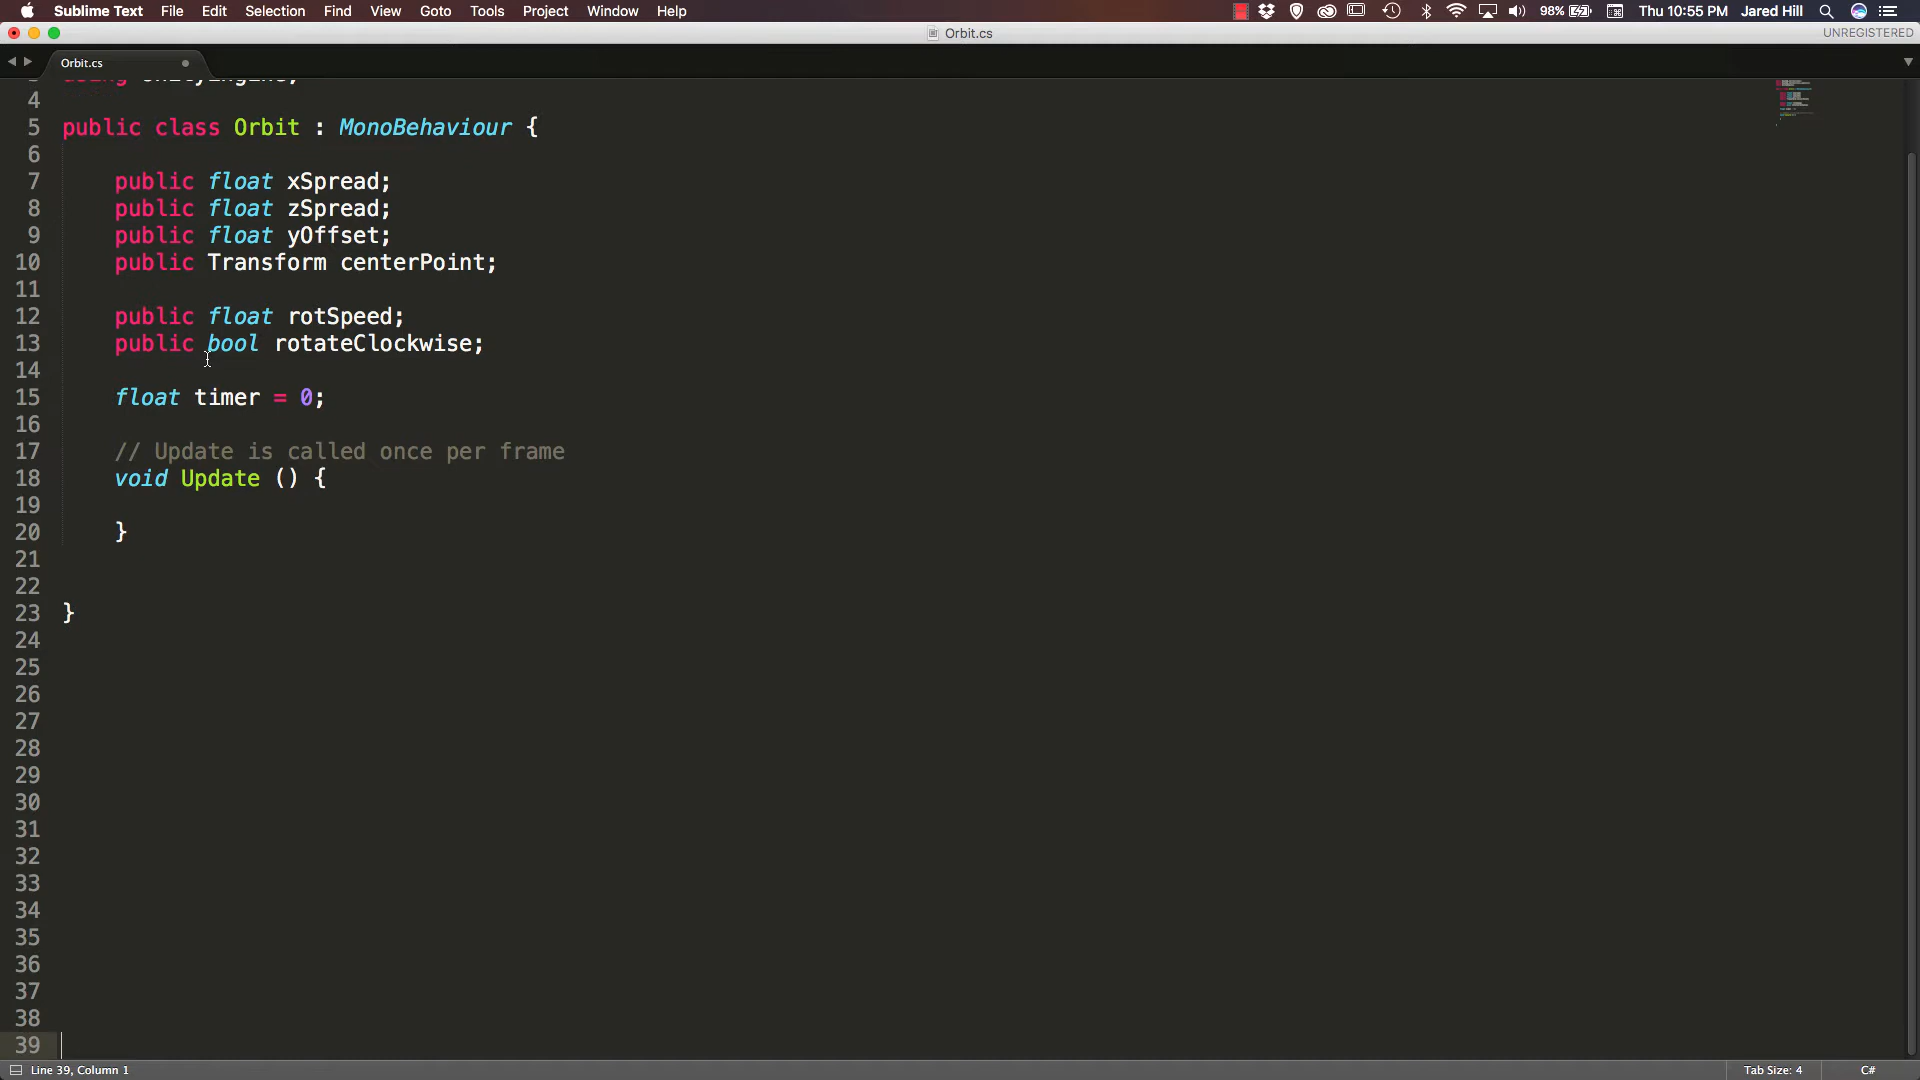 Sublime Text File Edit Selection Find View Goto Tools Project Window Help 98% Thu 10:55 PM Jared Hill
Orbit.cs UNREGISTERED
Orbit.cs
using UnityEngine;
4
5 public class Orbit : MonoBehaviour {
6
7 public float xSpread;
8 public float zSpread;
9 public float yOffset;
10 public Transform centerPoint;
11
12 public float rotSpeed;
13 public bool rotateClockwise;
14
15 float timer = 0;
16
17 // Update is called once per frame
18 void Update () {
19
20 }
21
22
23 }
24
25
26
27
28
29
30
31
32
33
34
35
36
37
38
39
Line 39, Column 1 Tab Size: 4 C#